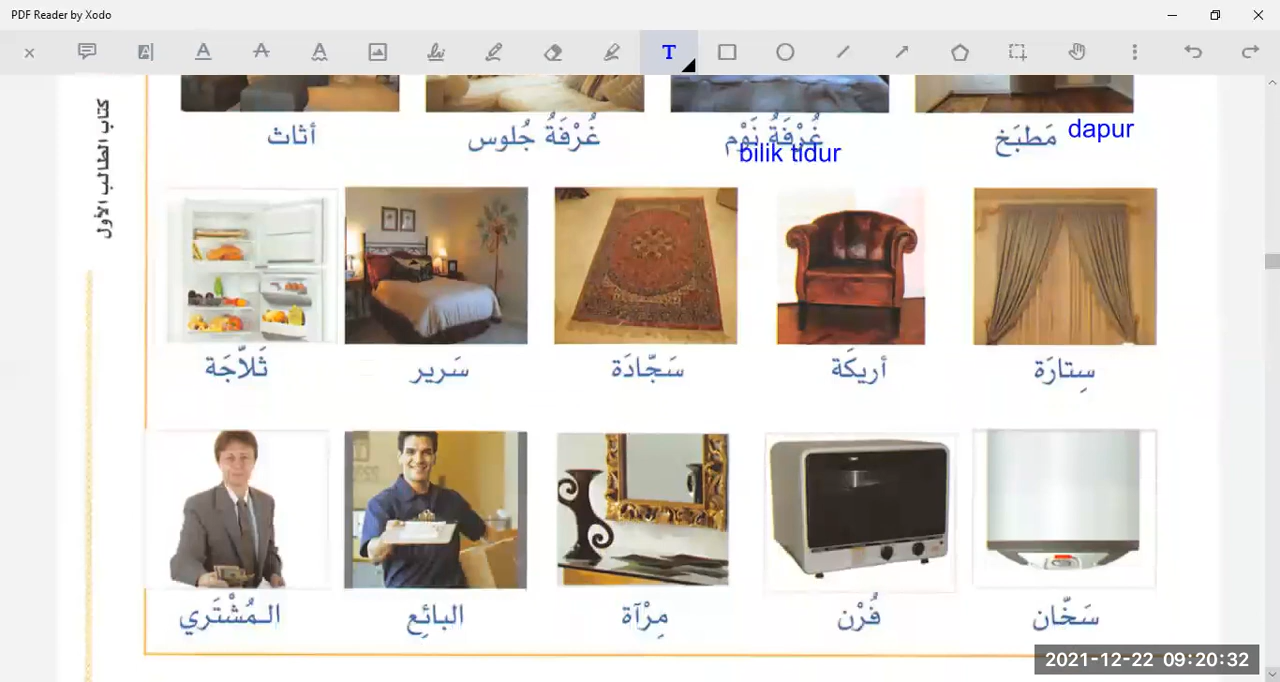 PDF Reader by Xodo
T
كتاب الطالب الأول
مَطبَخ
dapur
غُرْفَةُ نَوْم
bilik tidur
غُرْفَةُ جُلوس
أثاث
سِتارَة
أريكَة
سَجّادَة
سَرير
ثَلاّجَة
سَخّان
فُرْن
مِرْآة
البائِع
الـمُشْتَري
2021-12-22 09:20:32